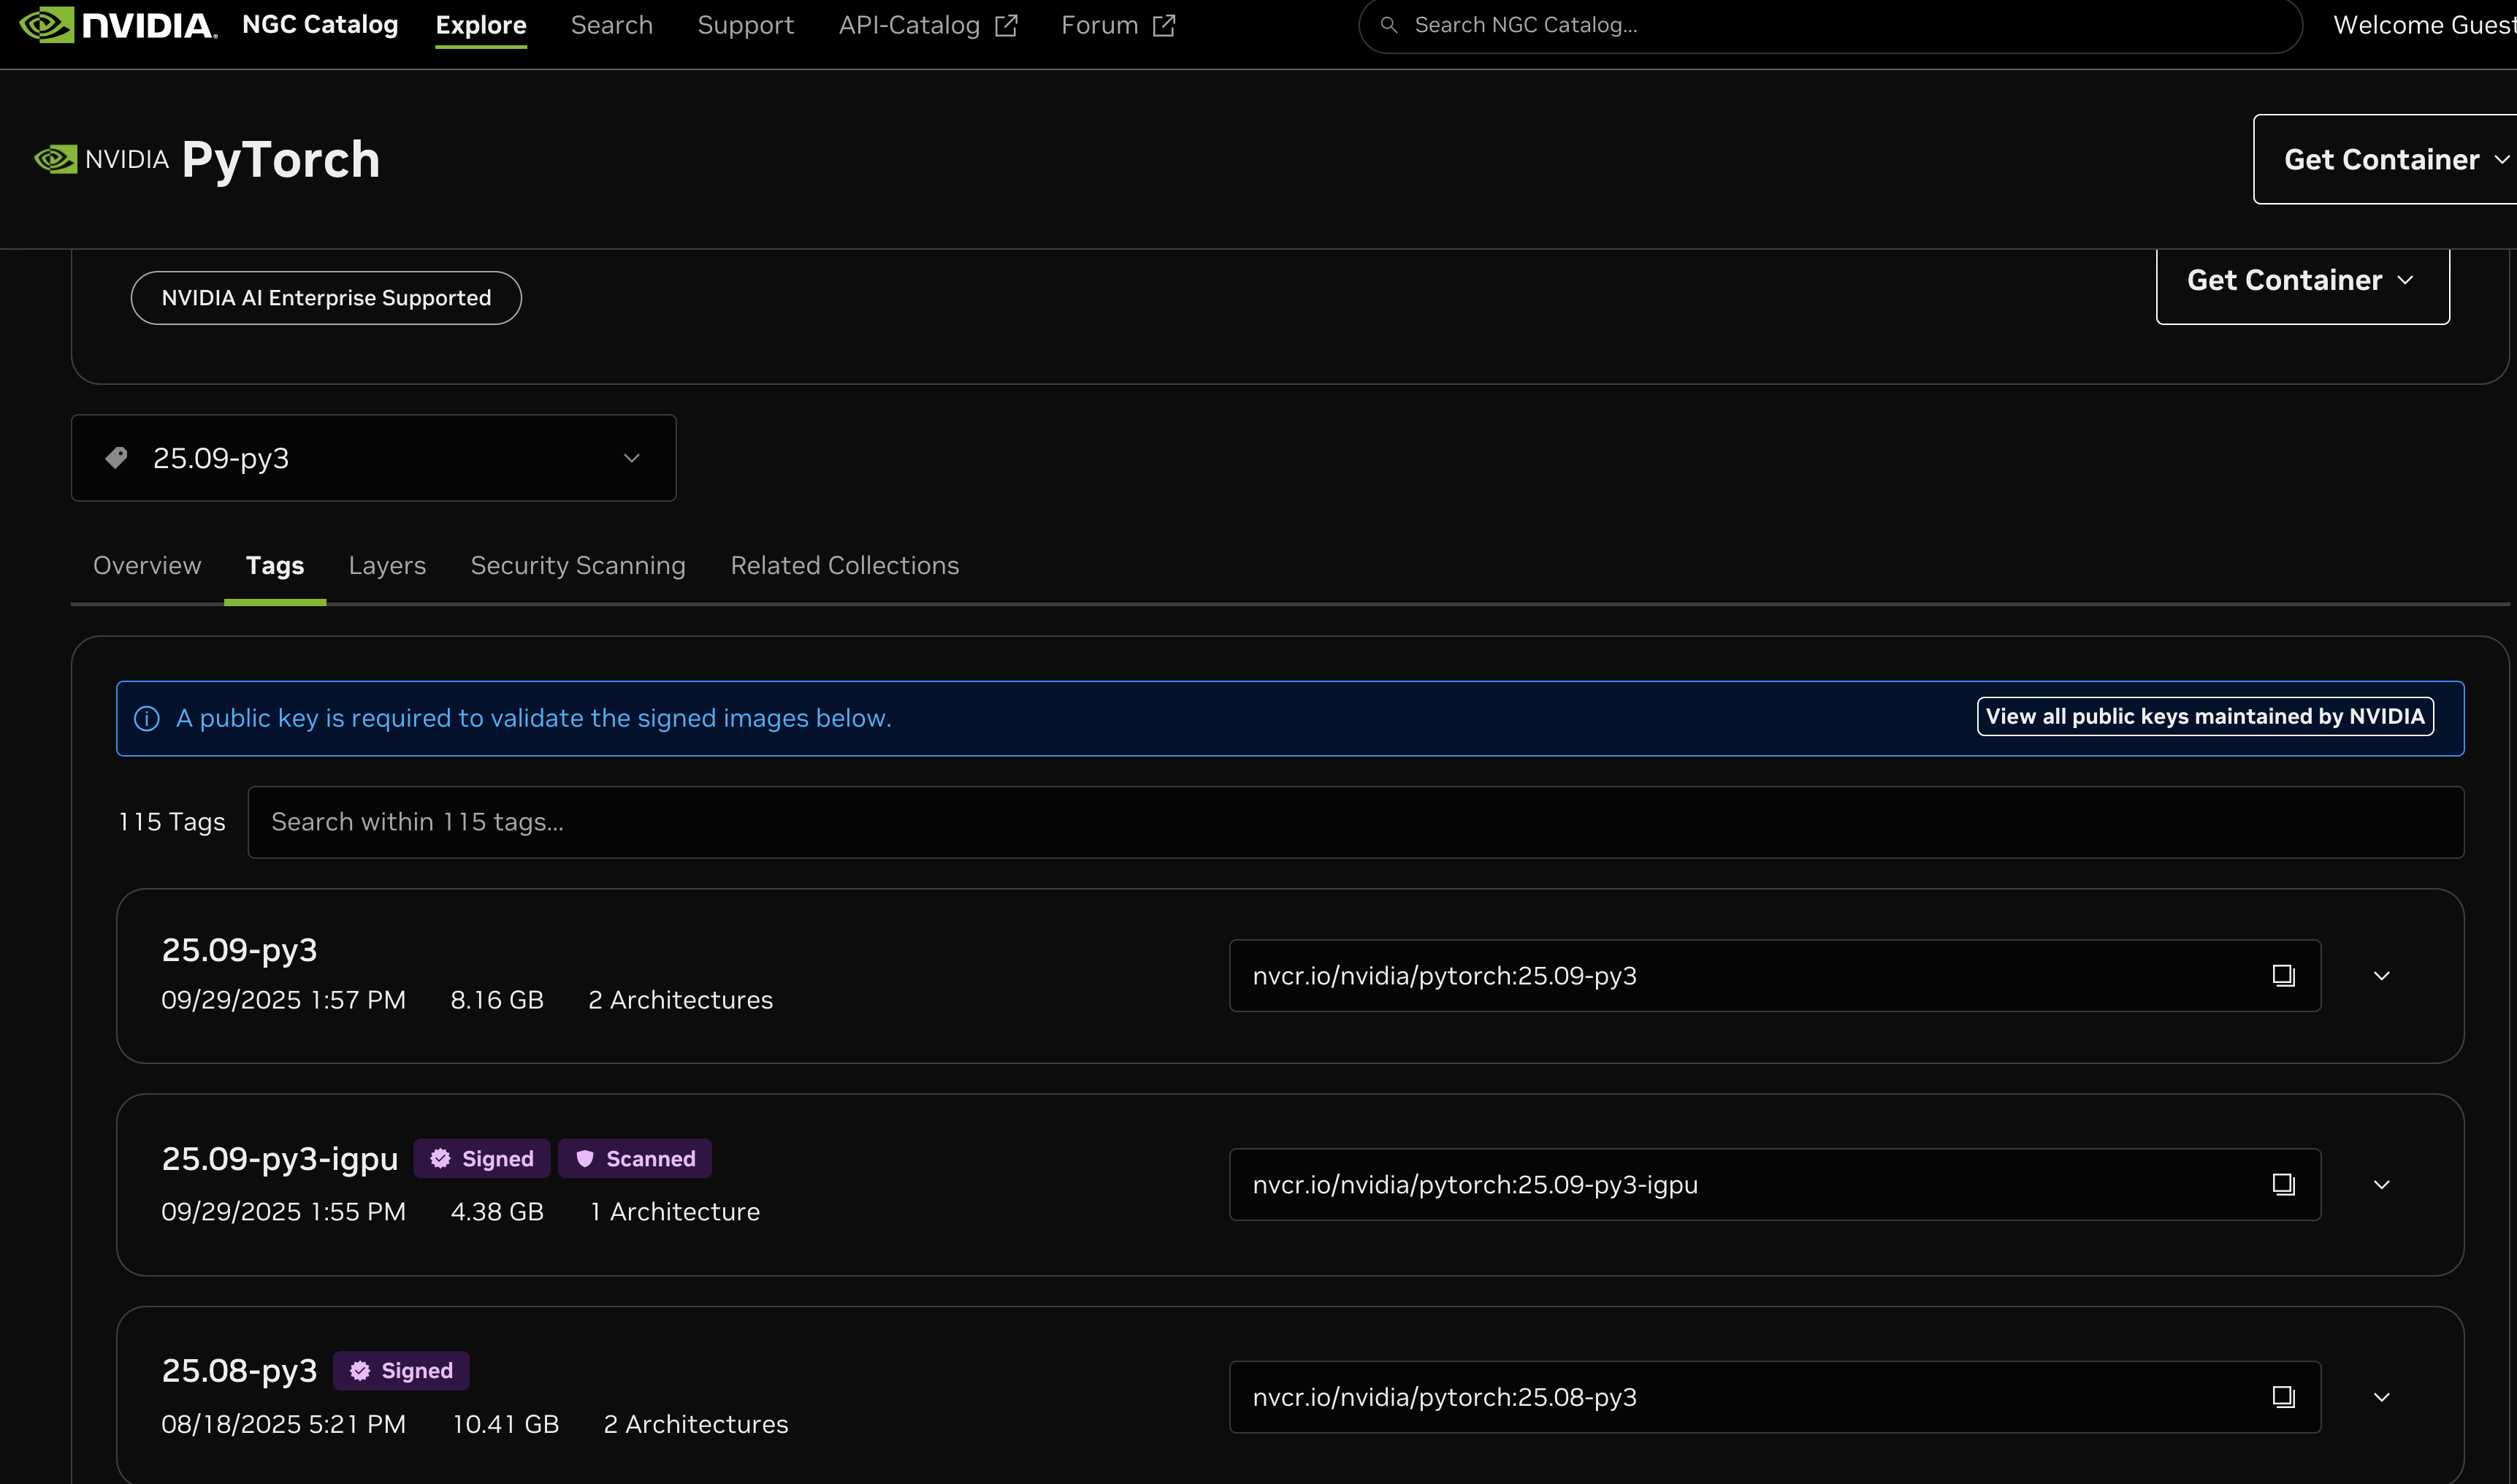 NVIDIA. NGC Catalog Explore Search Support API-Catalog Forum Search NGC Catalog... Welcome Guest
NVIDIA PyTorch Get Container
NVIDIA AI Enterprise Supported Get Container
25.09-py3
Overview Tags Layers Security Scanning Related Collections
A public key is required to validate the signed images below. View all public keys maintained by NVIDIA
115 Tags Search within 115 tags...
25.09-py3
09/29/2025 1:57 PM 8.16 GB 2 Architectures
nvcr.io/nvidia/pytorch:25.09-py3
25.09-py3-igpu Signed Scanned
09/29/2025 1:55 PM 4.38 GB 1 Architecture
nvcr.io/nvidia/pytorch:25.09-py3-igpu
25.08-py3 Signed
08/18/2025 5:21 PM 10.41 GB 2 Architectures
nvcr.io/nvidia/pytorch:25.08-py3